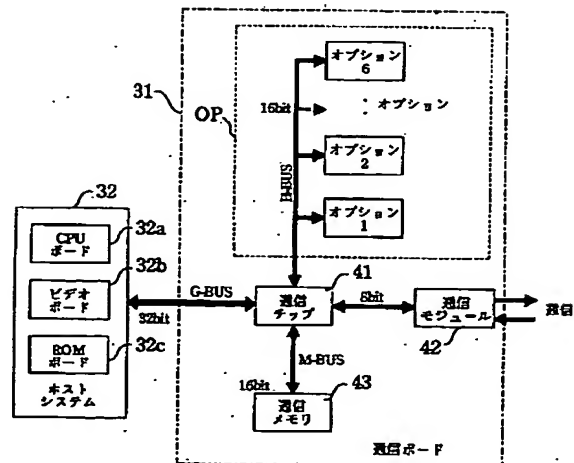 オプション
6
31
OP
16bit
オプション
オプション
2
B-BUS
オプション
1
32
CPU
ボード
32a
32b
ビデオ
ボード
ROM
ボード
32c
ホスト
システム
G-BUS
32bit
41
通信
チップ
8bit
通信
モジュール
42
通信
M-BUS
16bit
43
通信
メモリ
通信ボード